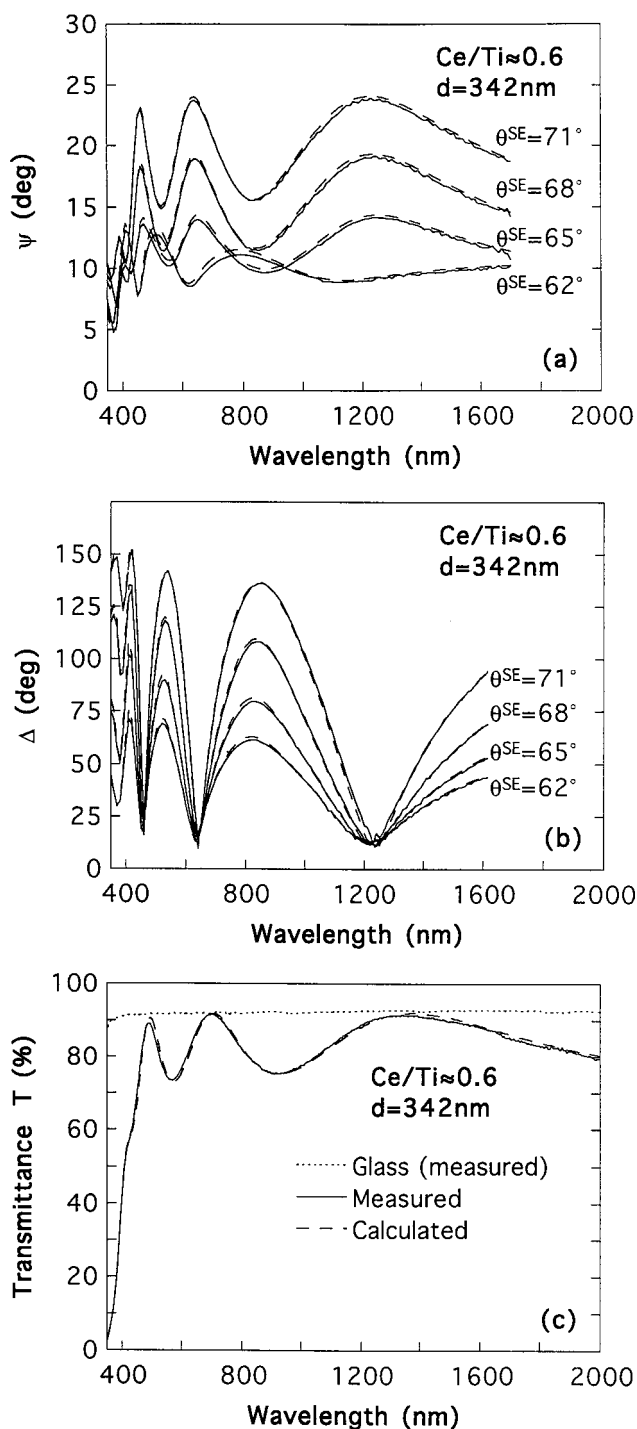 30
25
20
15
10
5
0
ψ (deg)
Ce/Ti≈0.6
d=342nm
θSE=71°
θSE=68°
θSE=65°
θSE=62°
(a)
400 800 1200 1600 2000
Wavelength (nm)
150
125
100
75
50
25
0
Δ (deg)
Ce/Ti≈0.6
d=342nm
θSE=71°
θSE=68°
θSE=65°
θSE=62°
(b)
400 800 1200 1600 2000
Wavelength (nm)
100
80
60
40
20
0
Transmittance T (%)
Ce/Ti≈0.6
d=342nm
Glass (measured)
Measured
Calculated
(c)
400 800 1200 1600 2000
Wavelength (nm)